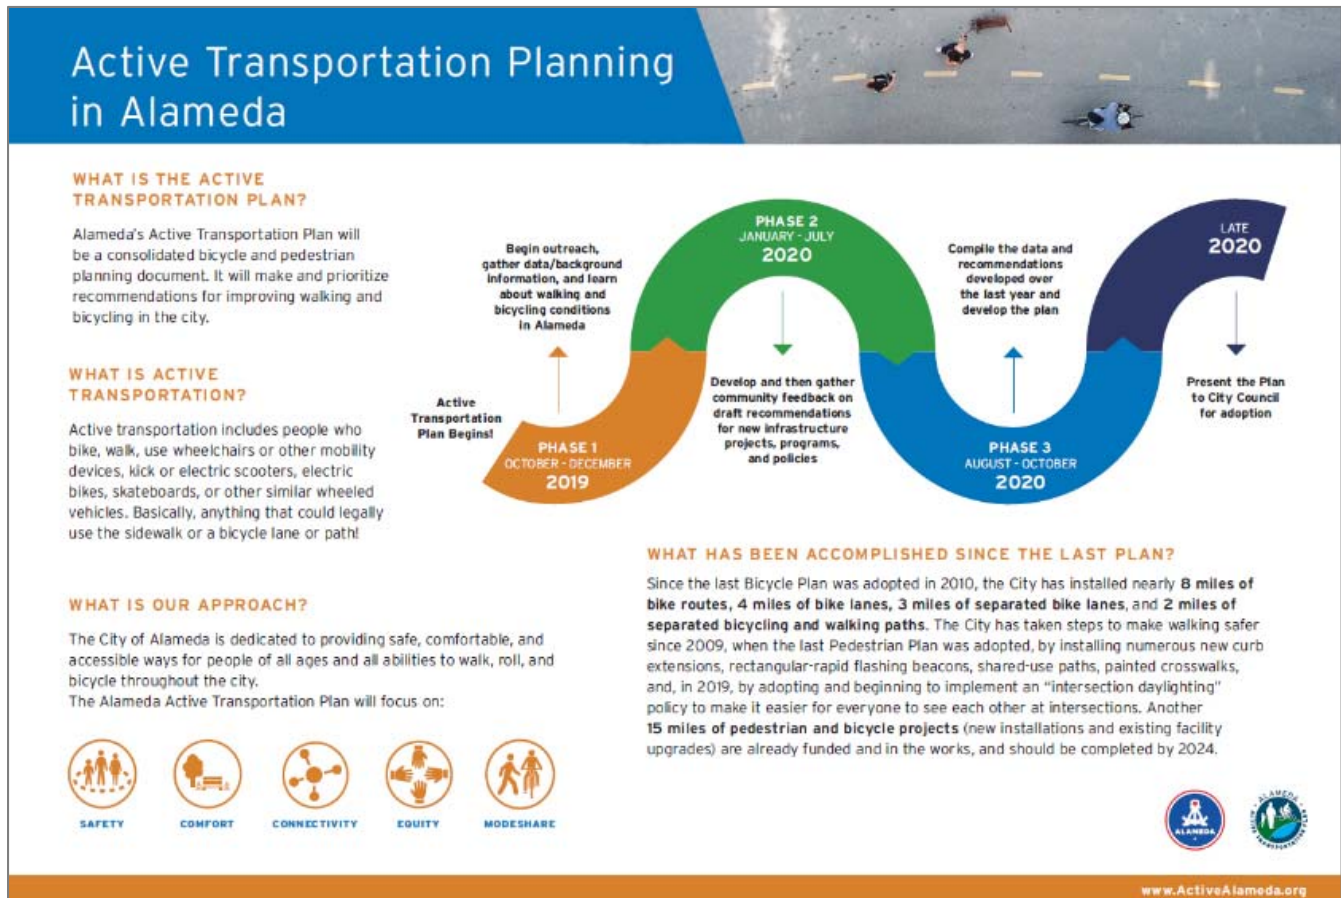 Active Transportation Planning
in Alameda
WHAT IS THE ACTIVE
TRANSPORTATION PLAN?
Alameda's Active Transportation Plan will
be a consolidated bicycle and pedestrian
planning document. It will make and prioritize
recommendations for improving walking and
bicycling in the city.
WHAT IS ACTIVE
TRANSPORTATION?
Active transportation includes people who
bike, walk, use wheelchairs or other mobility
devices, kick or electric scooters, electric
bikes, skateboards, or other similar wheeled
vehicles. Basically, anything that could legally
use the sidewalk or a bicycle lane or path!
WHAT IS OUR APPROACH?
The City of Alameda is dedicated to providing safe, comfortable, and
accessible ways for people of all ages and all abilities to walk, roll, and
bicycle throughout the city.
The Alameda Active Transportation Plan will focus on:
SAFETY
COMFORT
CONNECTIVITY
EQUITY
MODESHARE
Active
Transportation
Plan Begins!
PHASE 1
OCTOBER - DECEMBER
2019
Begin outreach,
gather data/background
information, and learn
about walking and
bicycling conditions
in Alameda
PHASE 2
JANUARY - JULY
2020
Develop and then gather
community feedback on
draft recommendations
for new infrastructure
projects, programs,
and policies
PHASE 3
AUGUST - OCTOBER
2020
Compile the data and
recommendations
developed over
the last year and
develop the plan
LATE
2020
Present the Plan
to City Council
for adoption
WHAT HAS BEEN ACCOMPLISHED SINCE THE LAST PLAN?
Since the last Bicycle Plan was adopted in 2010, the City has installed nearly 8 miles of
bike routes, 4 miles of bike lanes, 3 miles of separated bike lanes, and 2 miles of
separated bicycling and walking paths. The City has taken steps to make walking safer
since 2009, when the last Pedestrian Plan was adopted, by installing numerous new curb
extensions, rectangular-rapid flashing beacons, shared-use paths, painted crosswalks,
and, in 2019, by adopting and beginning to implement an "intersection daylighting"
policy to make it easier for everyone to see each other at intersections. Another
15 miles of pedestrian and bicycle projects (new installations and existing facility
upgrades) are already funded and in the works, and should be completed by 2024.
ALAMEDA
ALAMEDA
www.ActiveAlameda.org